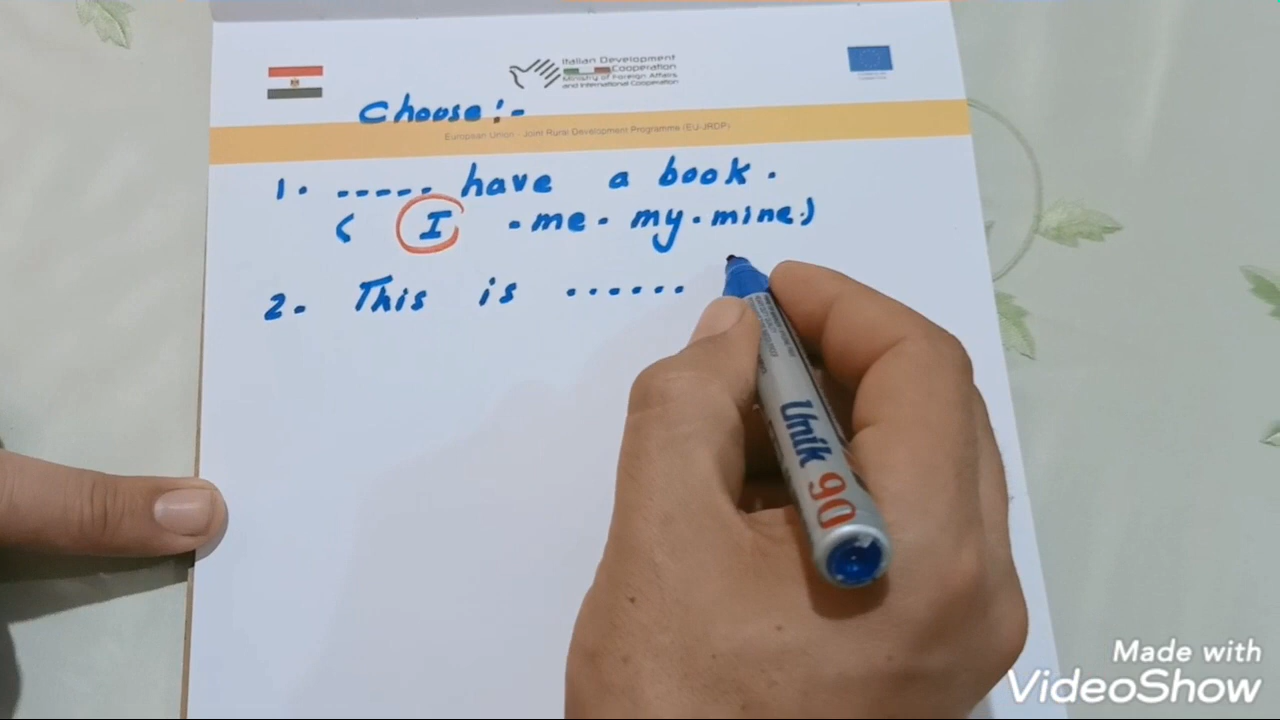 Italian Development
Cooperation
Ministry of Foreign Affairs
and International Cooperation
Choose:-
European Union - Joint Rural Development Programme (EU-JRDP)
1. ..... have a book.
( I - me - my - mine.)
2. This is ......
Unik 90
Made with
VideoShow